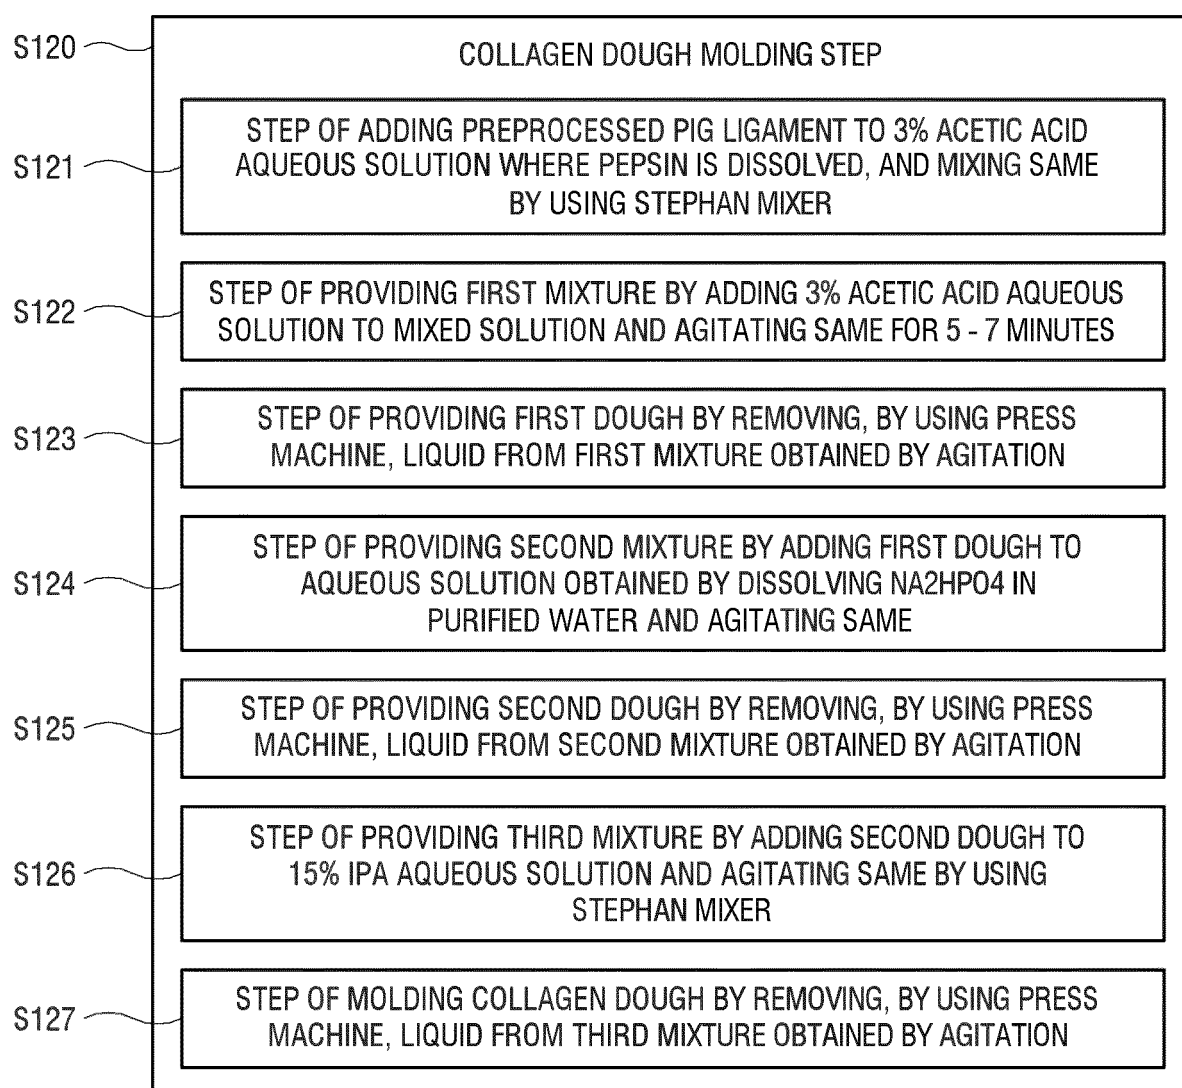 S120
COLLAGEN DOUGH MOLDING STEP
S121
STEP OF ADDING PREPROCESSED PIG LIGAMENT TO 3% ACETIC ACID
AQUEOUS SOLUTION WHERE PEPSIN IS DISSOLVED, AND MIXING SAME
BY USING STEPHAN MIXER
S122
STEP OF PROVIDING FIRST MIXTURE BY ADDING 3% ACETIC ACID AQUEOUS
SOLUTION TO MIXED SOLUTION AND AGITATING SAME FOR 5 - 7 MINUTES
S123
STEP OF PROVIDING FIRST DOUGH BY REMOVING, BY USING PRESS
MACHINE, LIQUID FROM FIRST MIXTURE OBTAINED BY AGITATION
S124
STEP OF PROVIDING SECOND MIXTURE BY ADDING FIRST DOUGH TO
AQUEOUS SOLUTION OBTAINED BY DISSOLVING NA2HPO4 IN
PURIFIED WATER AND AGITATING SAME
S125
STEP OF PROVIDING SECOND DOUGH BY REMOVING, BY USING PRESS
MACHINE, LIQUID FROM SECOND MIXTURE OBTAINED BY AGITATION
S126
STEP OF PROVIDING THIRD MIXTURE BY ADDING SECOND DOUGH TO
15% IPA AQUEOUS SOLUTION AND AGITATING SAME BY USING
STEPHAN MIXER
S127
STEP OF MOLDING COLLAGEN DOUGH BY REMOVING, BY USING PRESS
MACHINE, LIQUID FROM THIRD MIXTURE OBTAINED BY AGITATION